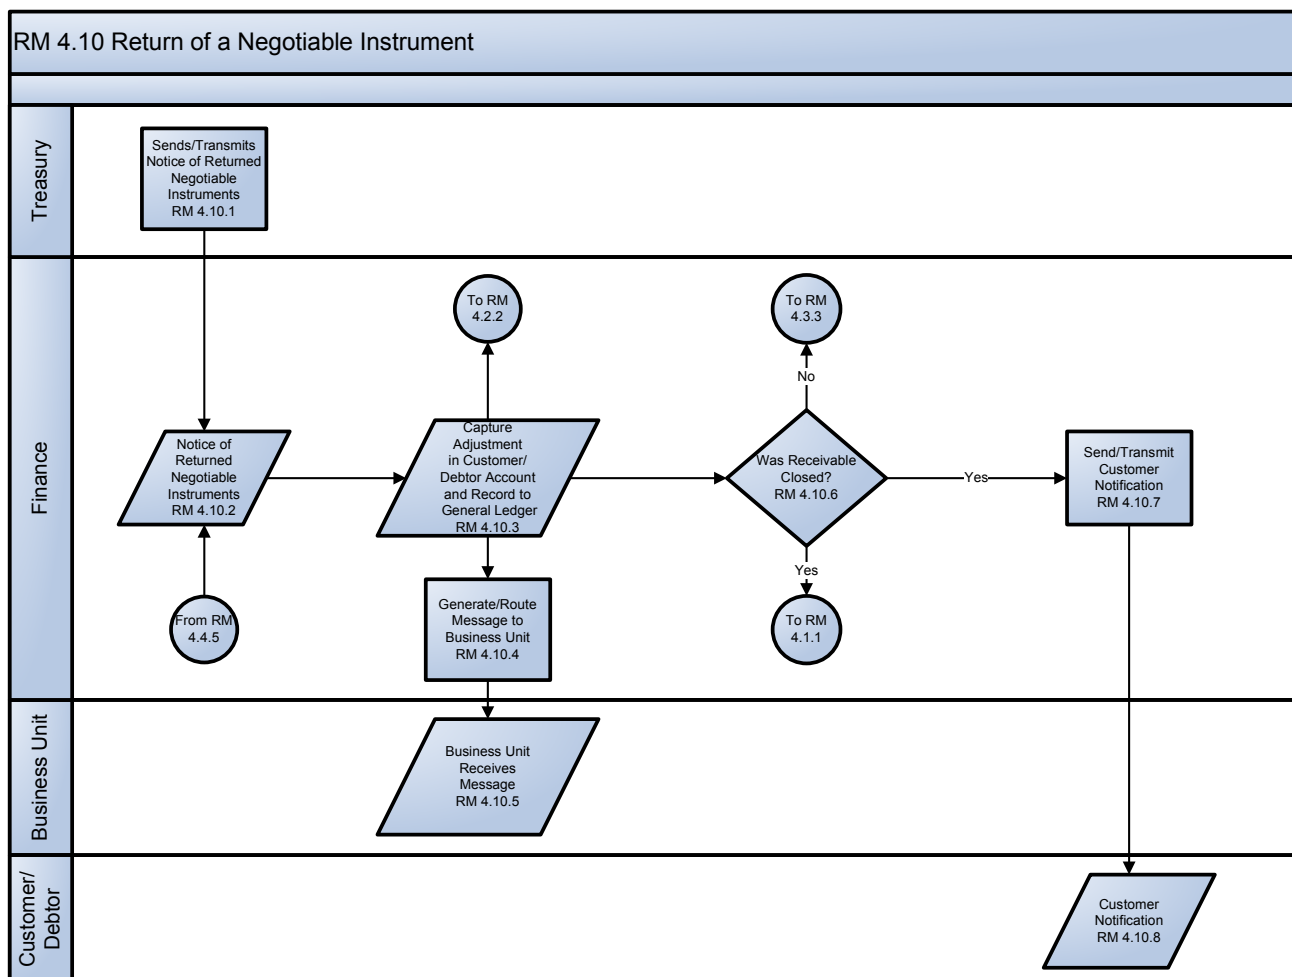 RM 4.10 Return of a Negotiable Instrument
Treasury
Sends/Transmits
Notice of Returned
Negotiable
Instruments
RM 4.10.1
Finance
To RM
4.2.2
To RM
4.3.3
No
Notice of
Returned
Negotiable
Instruments
RM 4.10.2
Capture
Adjustment
in Customer/
Debtor Account
and Record to
General Ledger
RM 4.10.3
Was Receivable
Closed?
RM 4.10.6
Yes
Send/Transmit
Customer
Notification
RM 4.10.7
Yes
From RM
4.4.5
Generate/Route
Message to
Business Unit
RM 4.10.4
To RM
4.1.1
Business Unit
Business Unit
Receives
Message
RM 4.10.5
Customer/
Debtor
Customer
Notification
RM 4.10.8